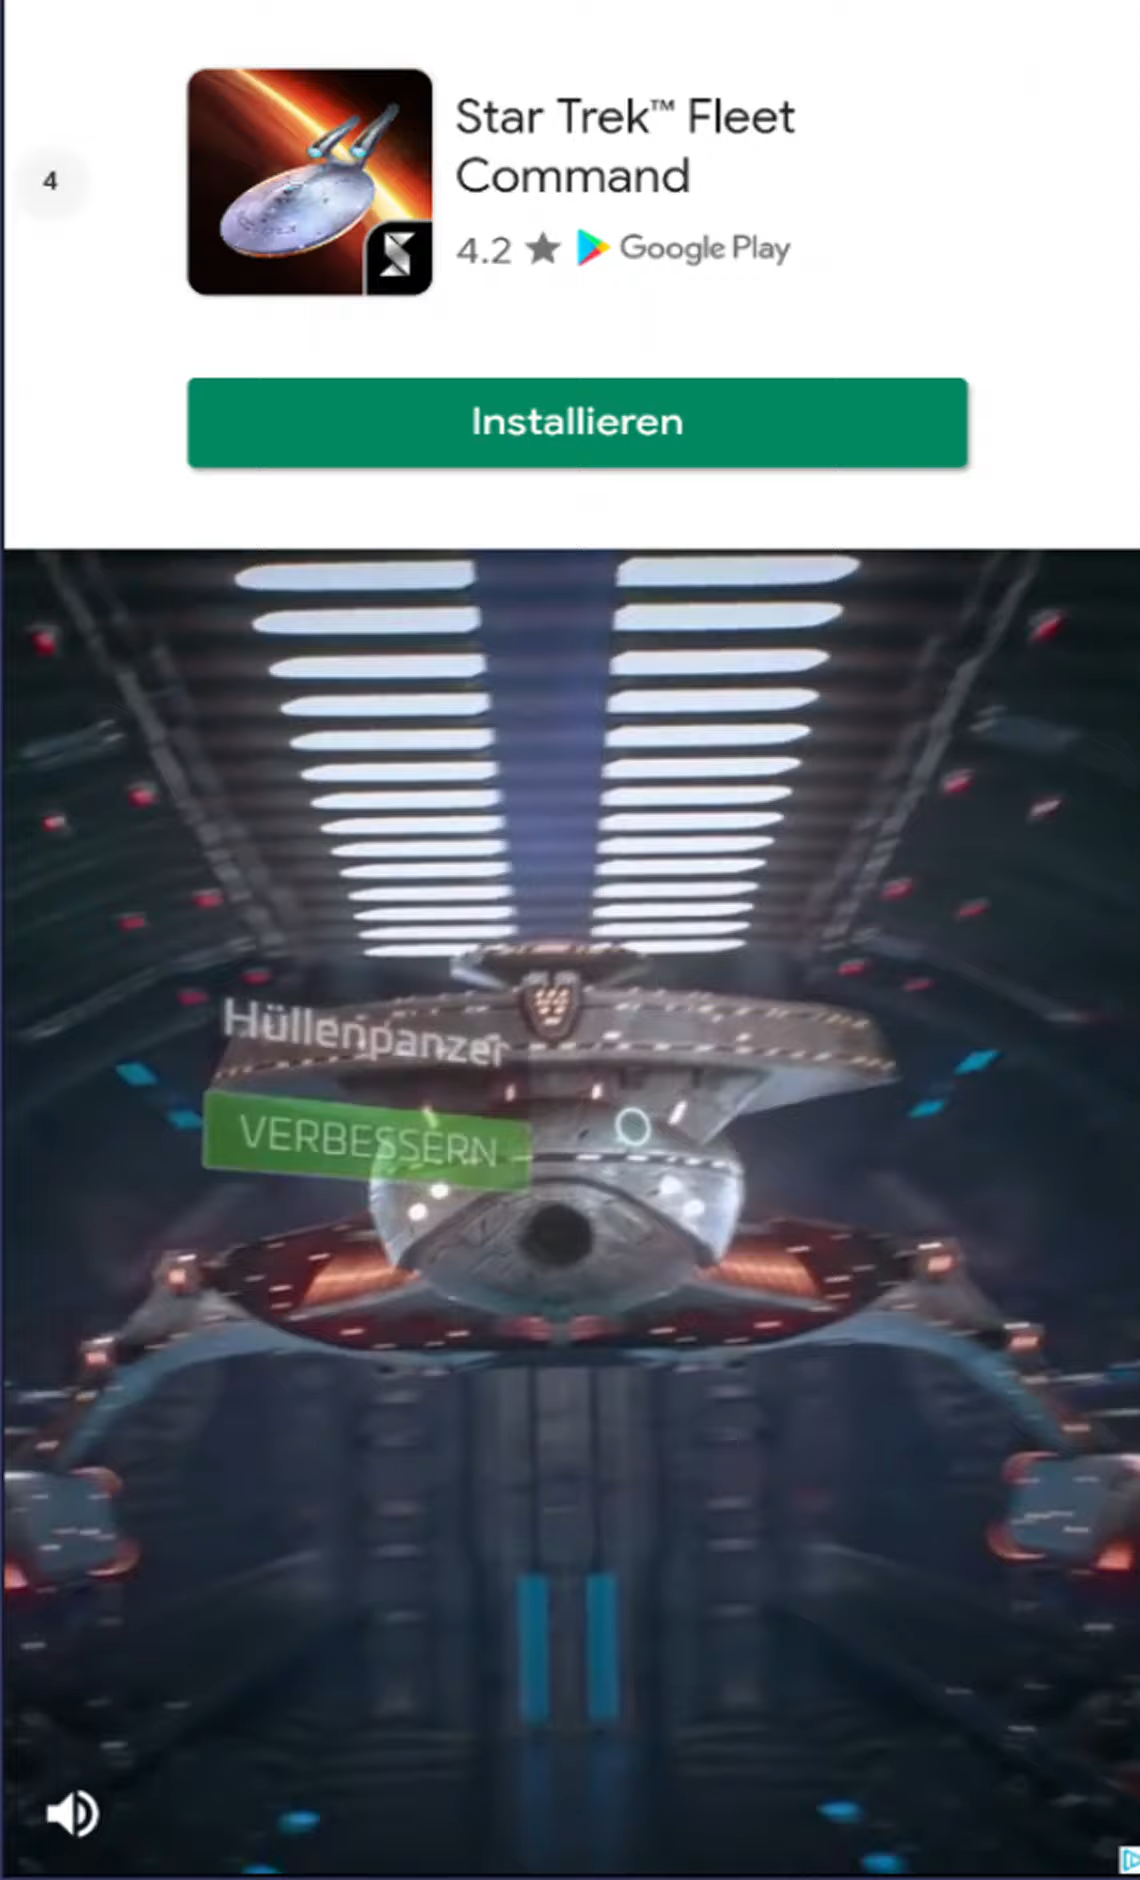 4
Star Trek™ Fleet
Command
4.2 ★ Google Play
Installieren
Hüllenpanzer
VERBESSERN